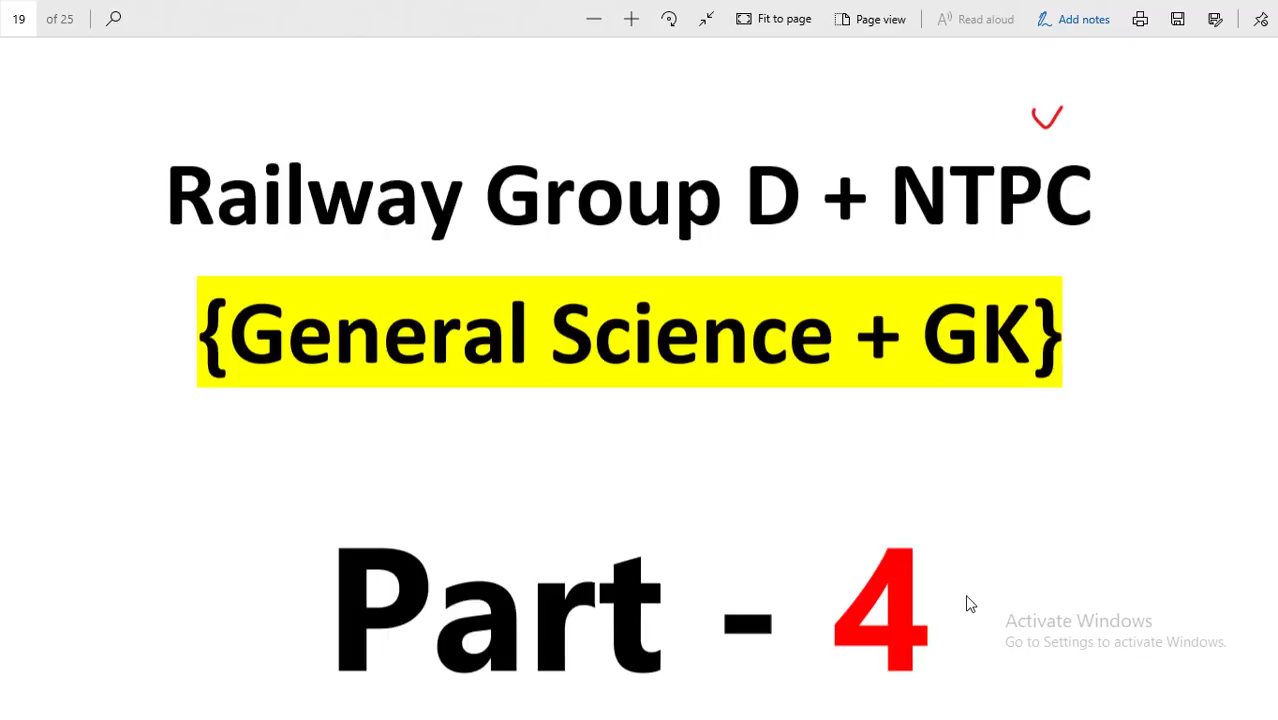 19 of 25 Fit to page Page view Read aloud Add notes
Railway Group D + NTPC
{General Science + GK}
Part - 4
Activate Windows
Go to Settings to activate Windows.